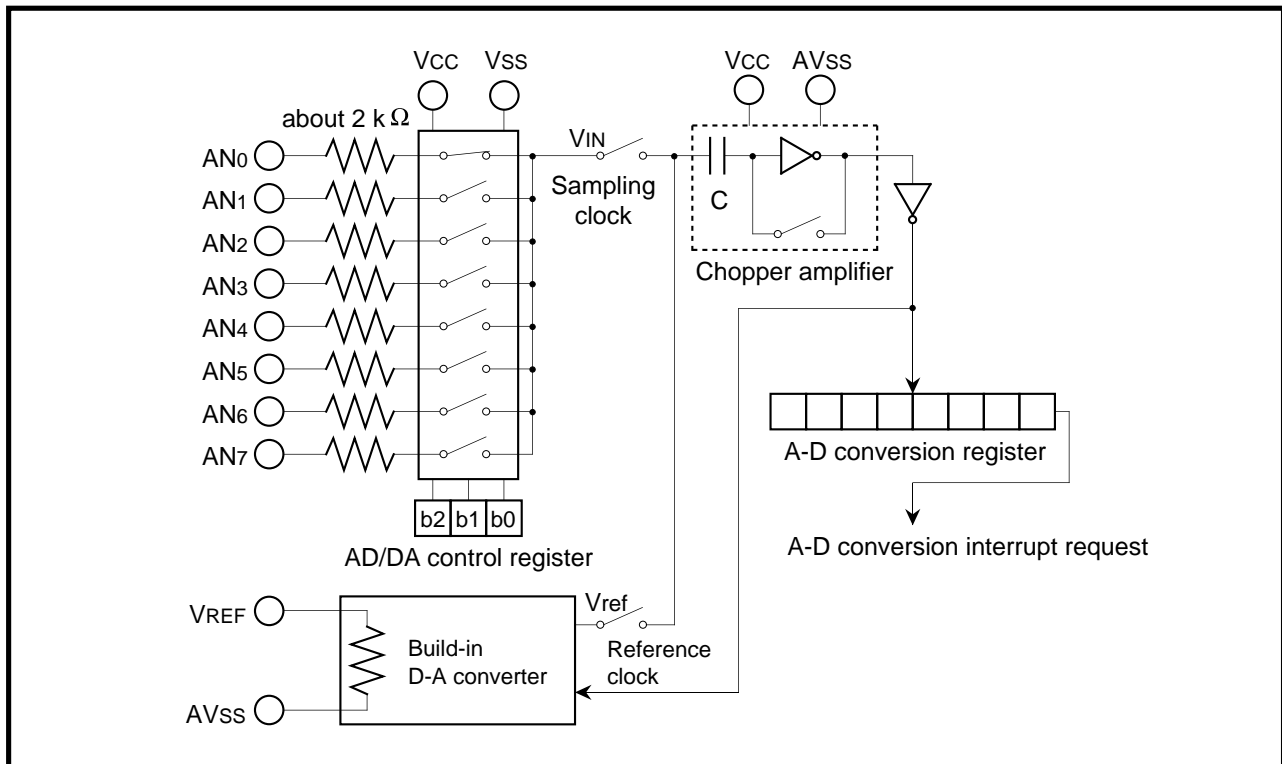 VCC VSS
VCC AVSS
about 2 k Ω
AN0
AN1
AN2
AN3
AN4
AN5
AN6
AN7
VIN
Sampling
clock
C
Chopper amplifier
A-D conversion register
b2 b1 b0
AD/DA control register
A-D conversion interrupt request
VREF
AVSS
Build-in
D-A converter
Vref
Reference
clock